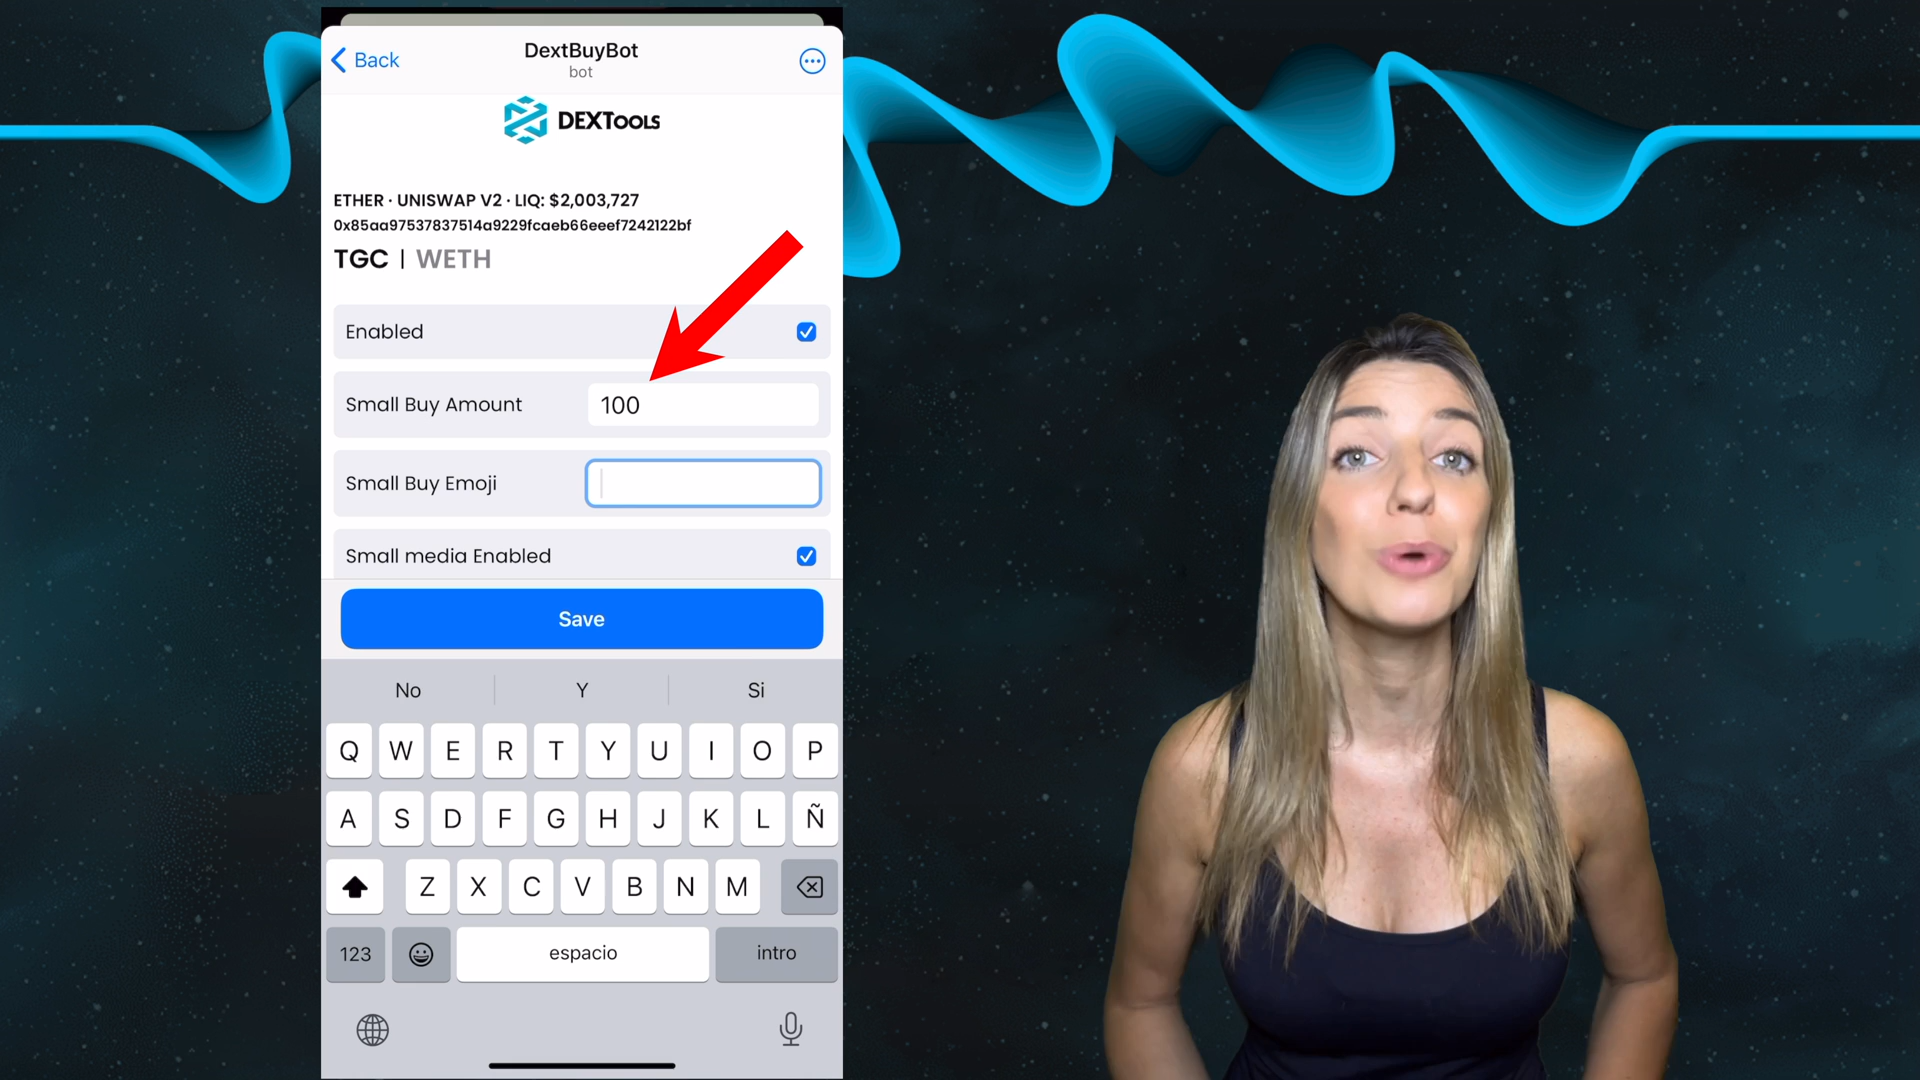 Back
DextBuyBot
bot
DEXTools
ETHER · UNISWAP V2 · LIQ: $2,003,727
0x85aa97537837514a9229fcaeb66eeef7242122bf
TGC | WETH
Enabled
Small Buy Amount 100
Small Buy Emoji
Small media Enabled
Save
No Y Si
Q W E R T Y U I O P
A S D F G H J K L Ñ
Z X C V B N M
123 espacio intro